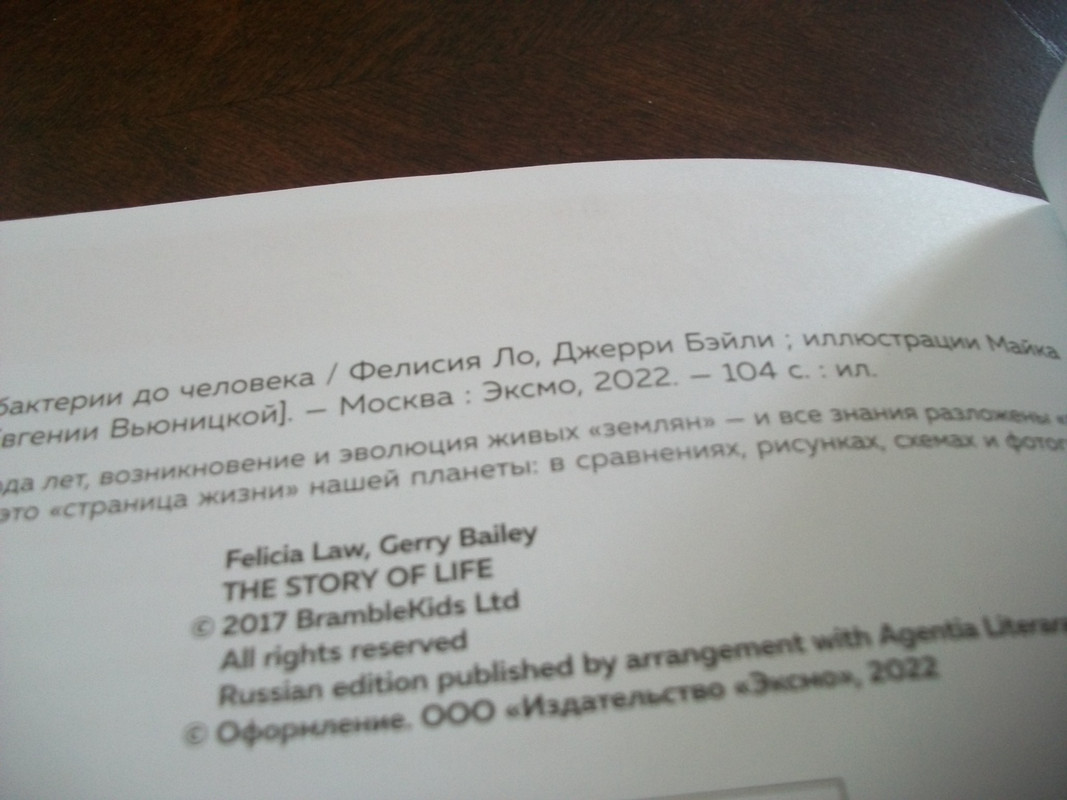 бактерии до человека / Фелисия Ло, Джерри Бэйли ; иллюстрации Майка
Евгении Вьюницкой]. — Москва : Эксмо, 2022. — 104 с. : ил.
лет, возникновение и эволюция живых «землян» — и все знания разложены
это «страница жизни» нашей планеты: в сравнениях, рисунках, схемах и
Felicia Law, Gerry Bailey
THE STORY OF LIFE
© 2017 BrambleKids Ltd
All rights reserved
Russian edition published by arrangement with Agentia
© Оформление. ООО «Издательство «Эксмо», 2022